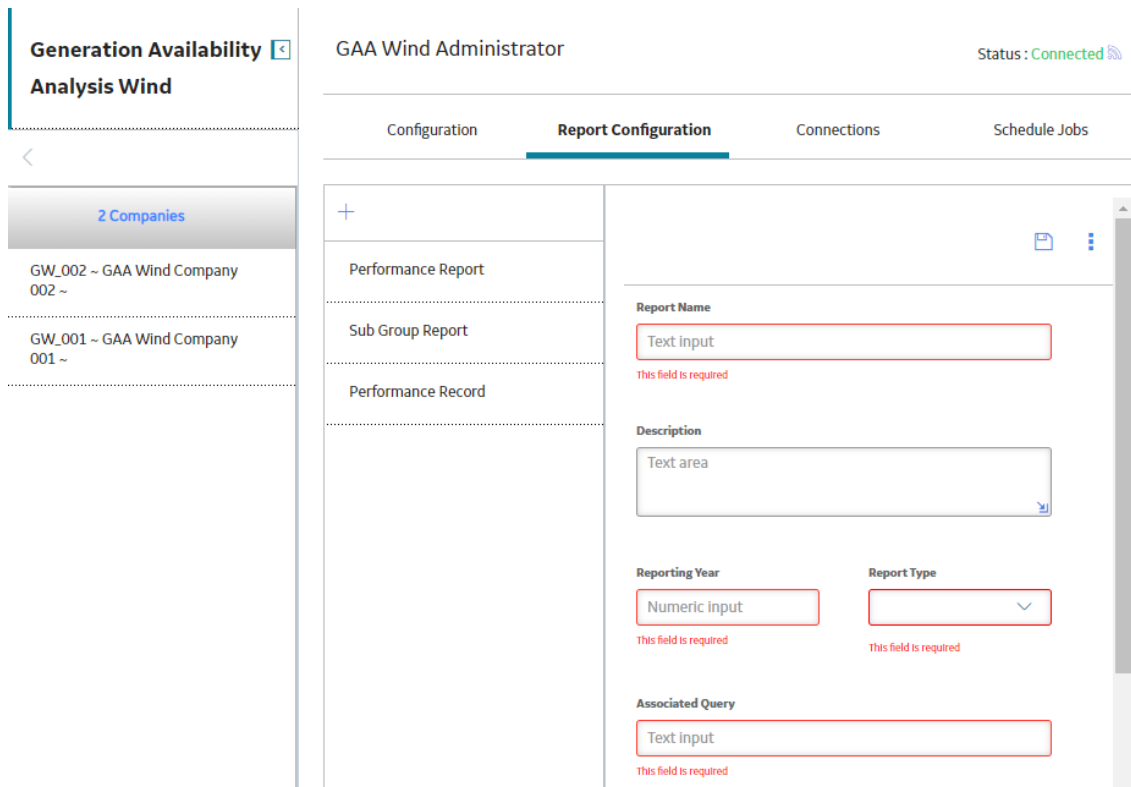 Generation Availability
Analysis Wind
GAA Wind Administrator
Status : Connected
Configuration
Report Configuration
Connections
Schedule Jobs
2 Companies
GW_002 ~ GAA Wind Company
002 ~
GW_001 ~ GAA Wind Company
001 ~
Performance Report
Sub Group Report
Performance Record
Report Name
Text input
This field is required
Description
Text area
Reporting Year
Report Type
Numeric input
This field is required
This field is required
Associated Query
Text input
This field is required